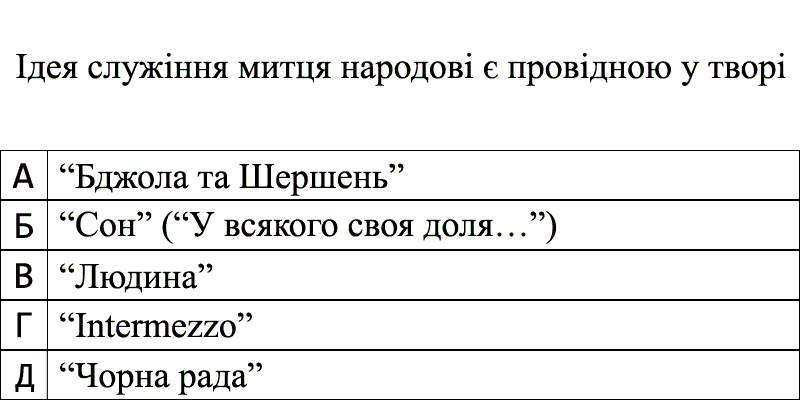 Ідея служіння митця народові є провідною у творі
А “Бджола та Шершень”
Б “Сон” (“У всякого своя доля…”)
В “Людина”
Г “Intermezzo”
Д “Чорна рада”